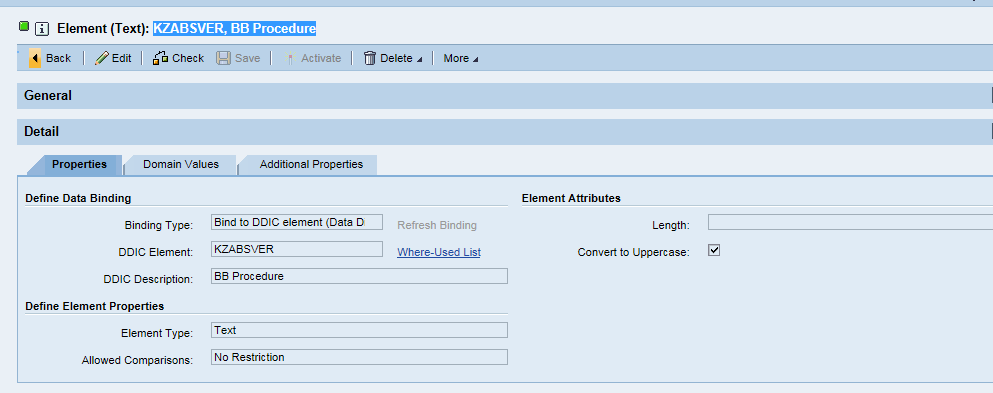 Element (Text): KZABSVER, BB Procedure
Back Edit Check Save Activate Delete More
General
Detail
Properties Domain Values Additional Properties
Define Data Binding Element Attributes
Binding Type: Bind to DDIC element (Data D Refresh Binding Length:
DDIC Element: KZABSVER Where-Used List Convert to Uppercase:
DDIC Description: BB Procedure
Define Element Properties
Element Type: Text
Allowed Comparisons: No Restriction